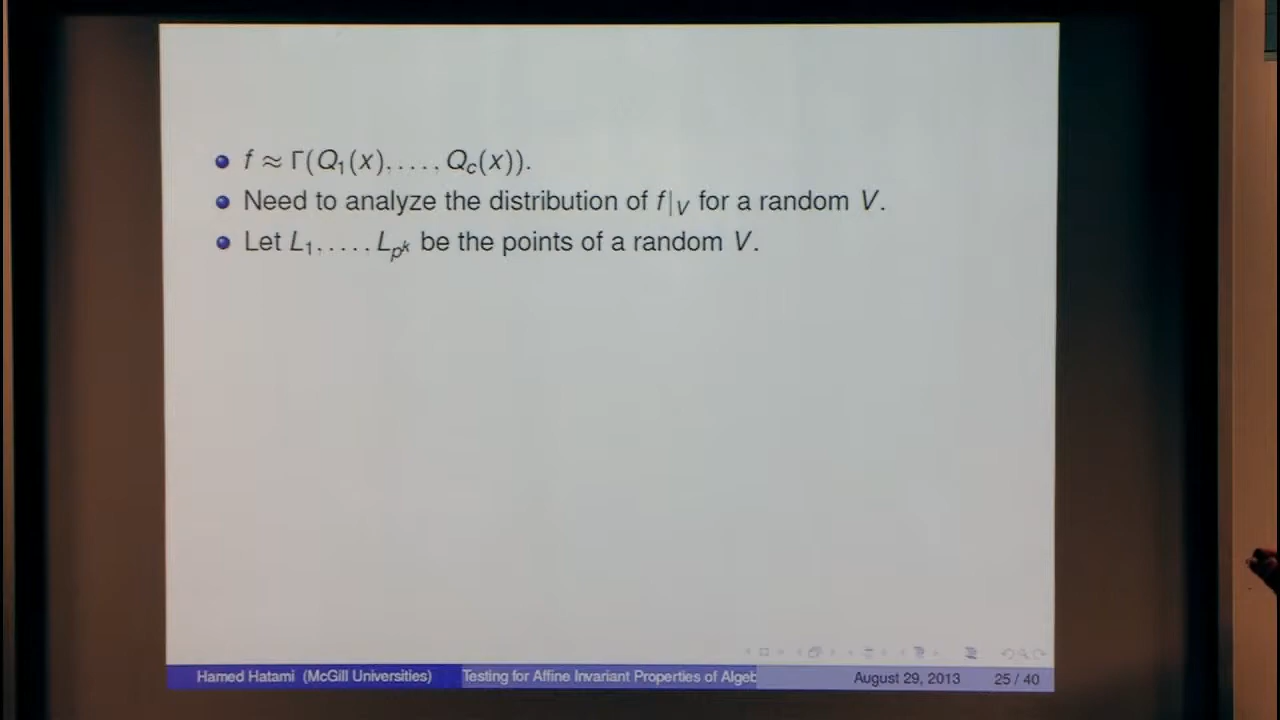 f ≈ Γ(Q₁(x), . . . , Q_c(x)).
Need to analyze the distribution of f|_V for a random V.
Let L₁, . . . , L_{p^k} be the points of a random V.
Hamed Hatami (McGill Universities) Testing for Affine Invariant Properties of Algeb August 29, 2013 25 / 40